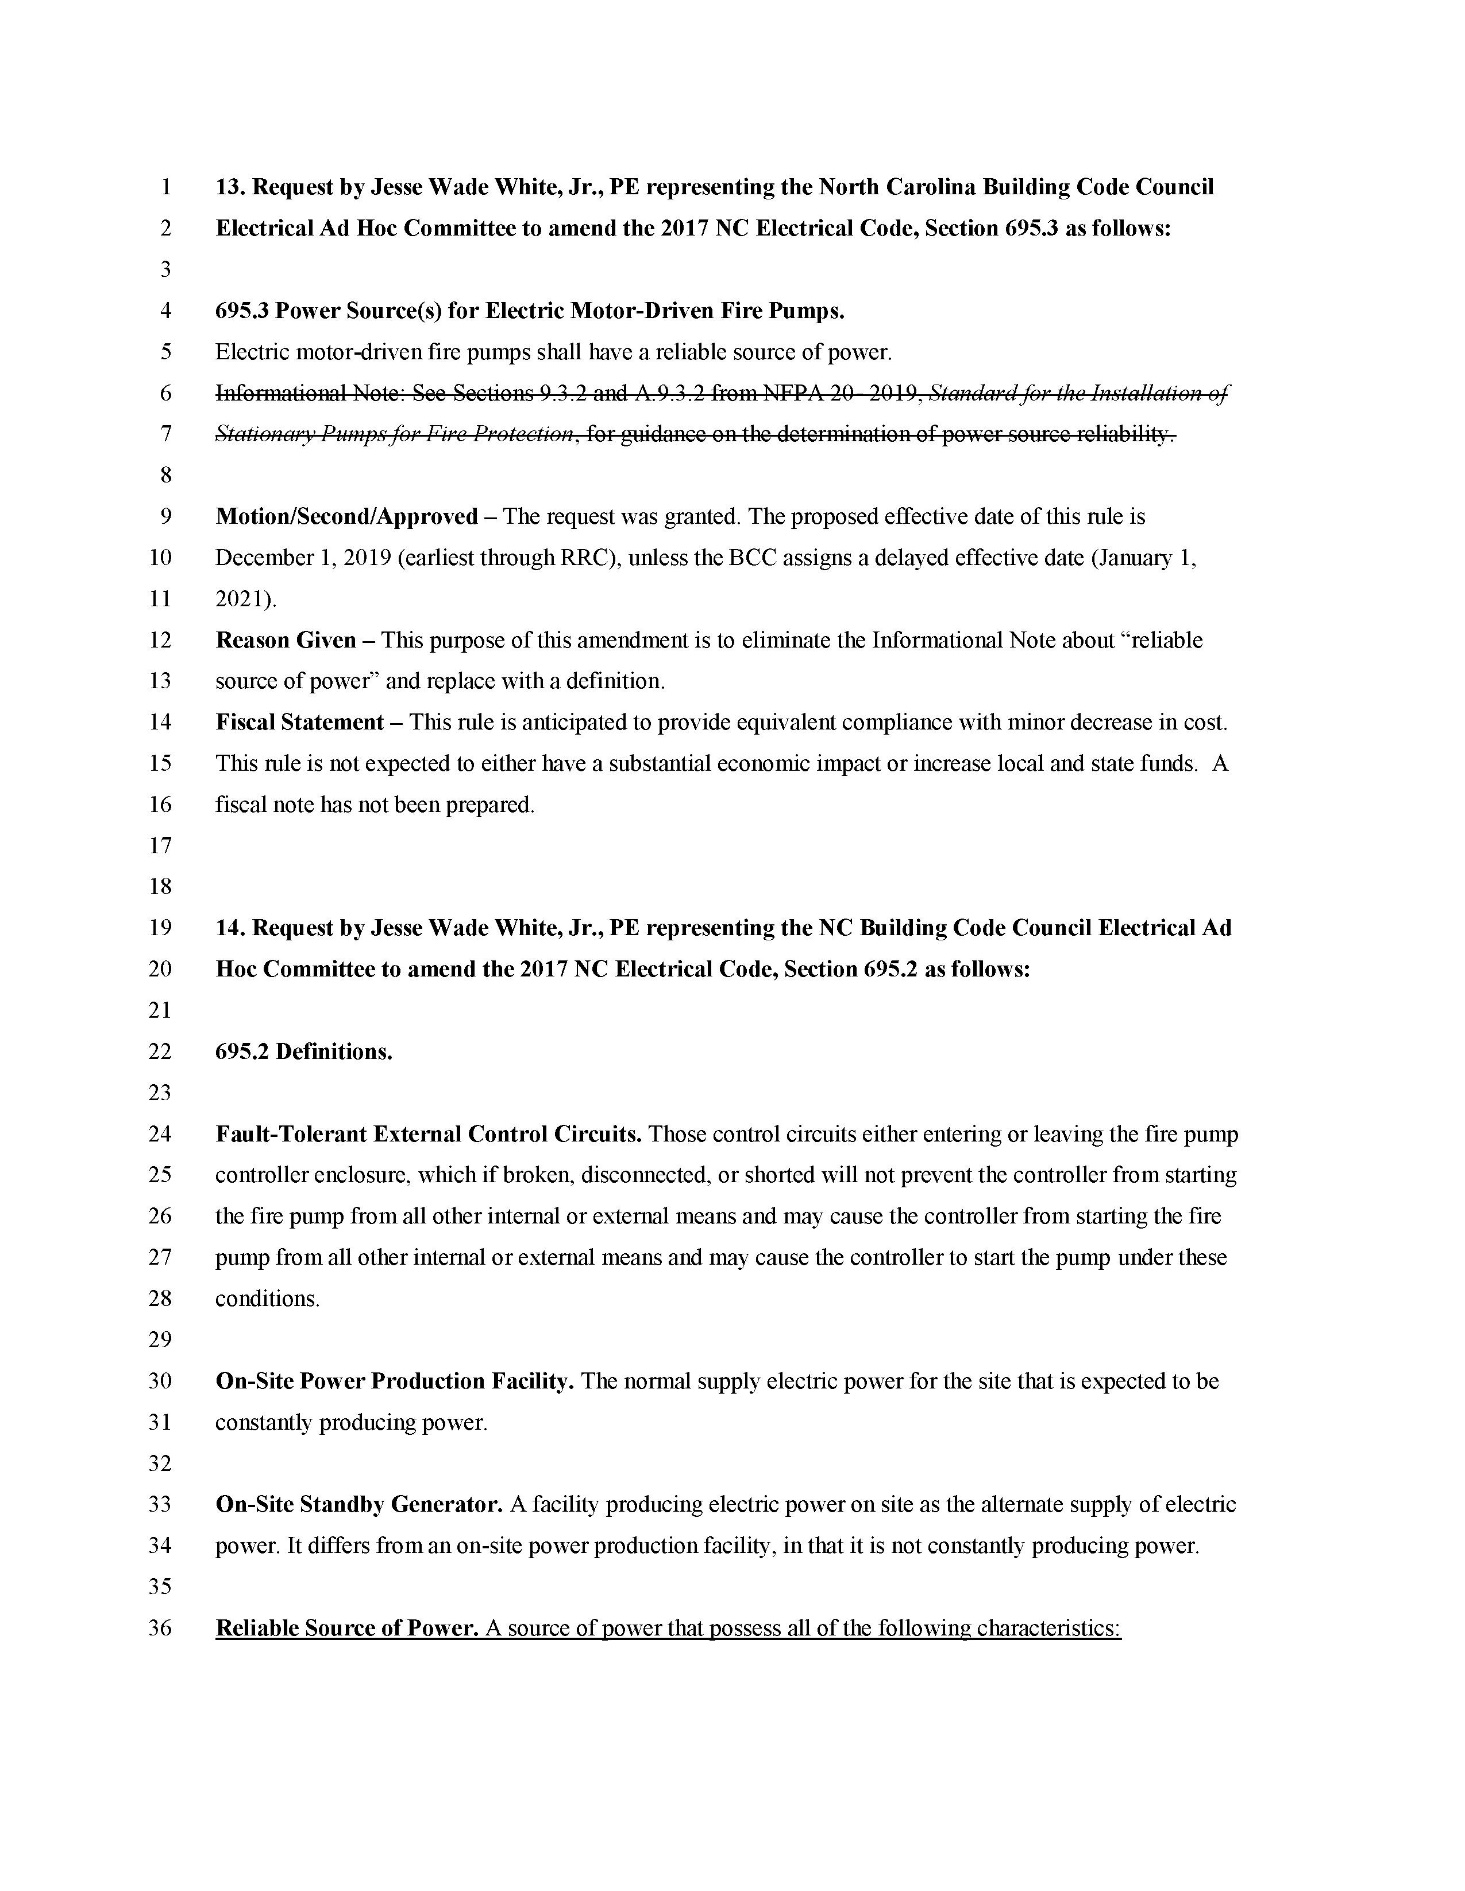 1 13. Request by Jesse Wade White, Jr., PE representing the North Carolina Building Code Council
2 Electrical Ad Hoc Committee to amend the 2017 NC Electrical Code, Section 695.3 as follows:
3
4 695.3 Power Source(s) for Electric Motor-Driven Fire Pumps.
5 Electric motor-driven fire pumps shall have a reliable source of power.
6 Informational Note: See Sections 9.3.2 and A.9.3.2 from NFPA 20- 2019, Standard for the Installation of
7 Stationary Pumps for Fire Protection, for guidance on the determination of power source reliability.
8
9 Motion/Second/Approved – The request was granted. The proposed effective date of this rule is
10 December 1, 2019 (earliest through RRC), unless the BCC assigns a delayed effective date (January 1,
11 2021).
12 Reason Given – This purpose of this amendment is to eliminate the Informational Note about “reliable
13 source of power” and replace with a definition.
14 Fiscal Statement – This rule is anticipated to provide equivalent compliance with minor decrease in cost.
15 This rule is not expected to either have a substantial economic impact or increase local and state funds.  A
16 fiscal note has not been prepared.
17
18
19 14. Request by Jesse Wade White, Jr., PE representing the NC Building Code Council Electrical Ad
20 Hoc Committee to amend the 2017 NC Electrical Code, Section 695.2 as follows:
21
22 695.2 Definitions.
23
24 Fault-Tolerant External Control Circuits. Those control circuits either entering or leaving the fire pump
25 controller enclosure, which if broken, disconnected, or shorted will not prevent the controller from starting
26 the fire pump from all other internal or external means and may cause the controller from starting the fire
27 pump from all other internal or external means and may cause the controller to start the pump under these
28 conditions.
29
30 On-Site Power Production Facility. The normal supply electric power for the site that is expected to be
31 constantly producing power.
32
33 On-Site Standby Generator. A facility producing electric power on site as the alternate supply of electric
34 power. It differs from an on-site power production facility, in that it is not constantly producing power.
35
36 Reliable Source of Power. A source of power that possess all of the following characteristics: